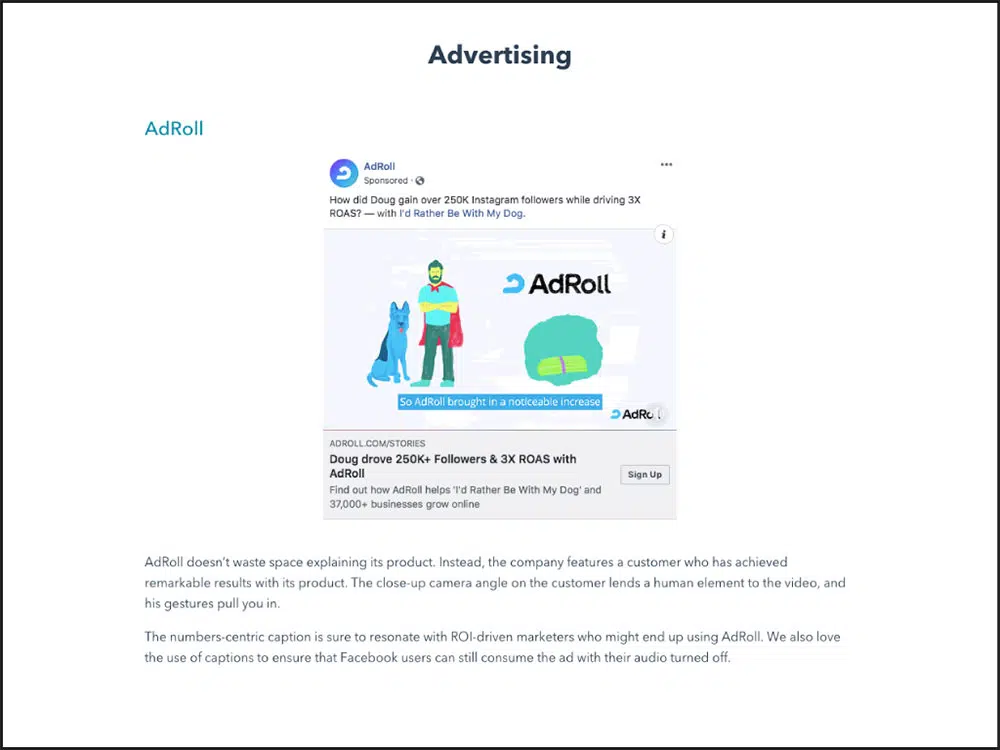 Advertising
AdRoll
AdRoll
Sponsored ·
How did Doug gain over 250K Instagram followers while driving 3X
ROAS? — with I'd Rather Be With My Dog.
i
AdRoll
So AdRoll brought in a noticeable increase
AdRoll
ADROLL.COM/STORIES
Doug drove 250K+ Followers & 3X ROAS with
AdRoll
Sign Up
Find out how AdRoll helps 'I'd Rather Be With My Dog' and
37,000+ businesses grow online
AdRoll doesn't waste space explaining its product. Instead, the company features a customer who has achieved
remarkable results with its product. The close-up camera angle on the customer lends a human element to the video, and
his gestures pull you in.
The numbers-centric caption is sure to resonate with ROI-driven marketers who might end up using AdRoll. We also love
the use of captions to ensure that Facebook users can still consume the ad with their audio turned off.